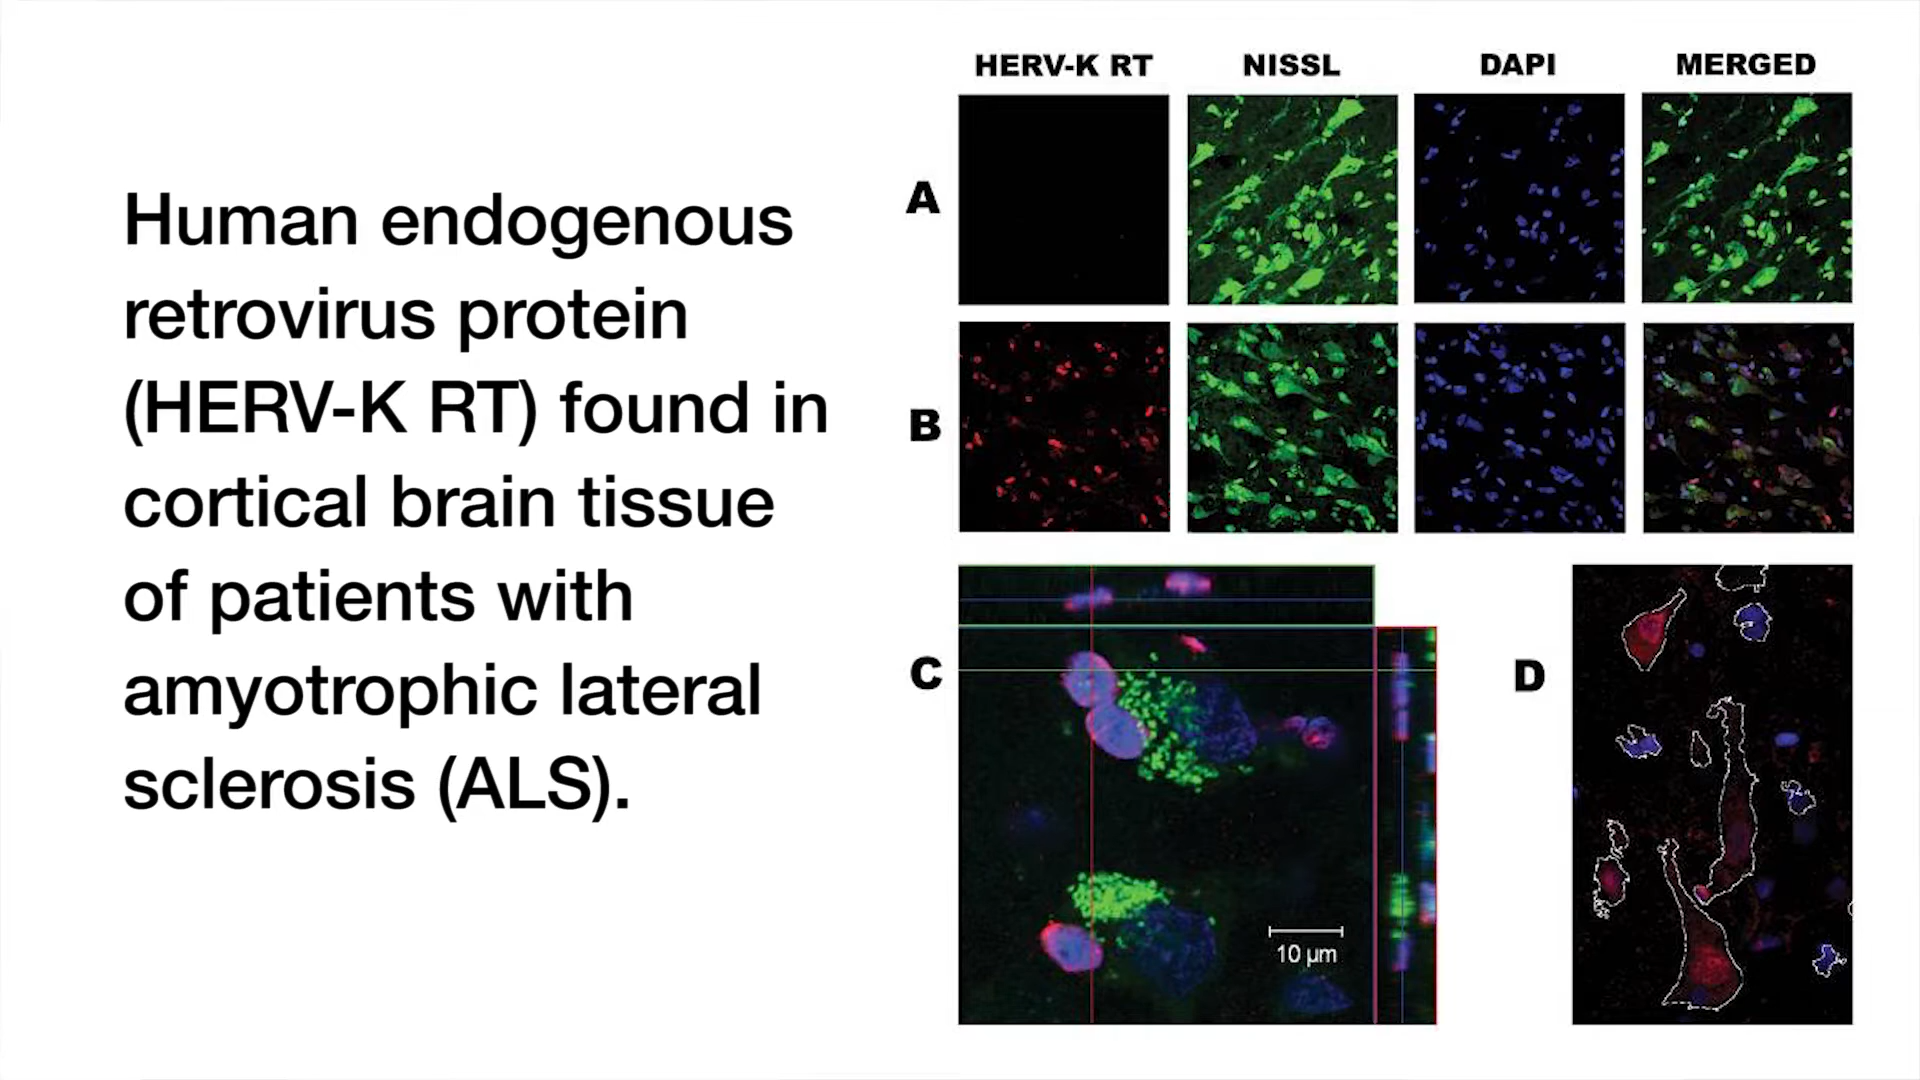 Human endogenous
retrovirus protein
(HERV-K RT) found in
cortical brain tissue
of patients with
amyotrophic lateral
sclerosis (ALS).
HERV-K RT NISSL DAPI MERGED
A
B
C
10 µm
D